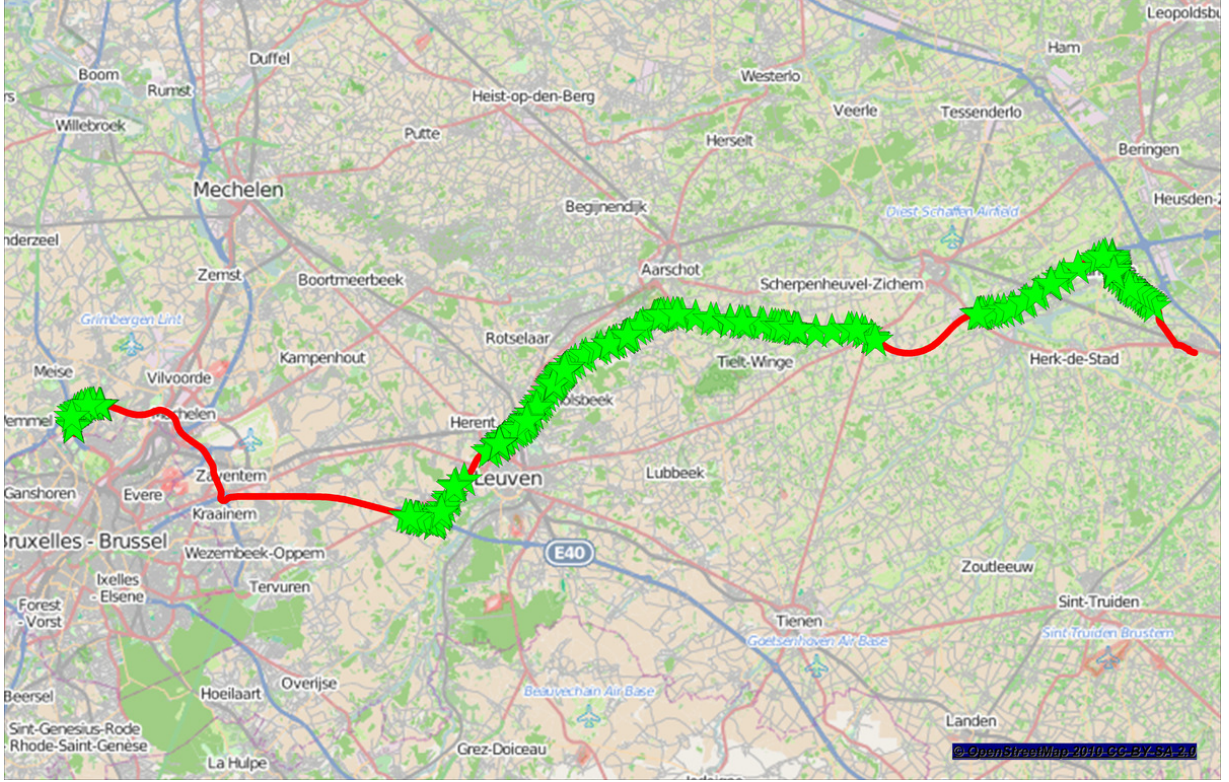 Leopoldsbu
Duffel
Ham
Boom
Westerlo
Rumst
Heist-op-den-Berg
Veerle
Tessenderlo
Willebroek
Putte
Herselt
Beringen
Mechelen
Heusden-Z
Begijnendijk
Diest Schaffen Airfield
nderzeel
Zemst
Boortmeerbeek
Aarschot
Scherpenheuvel-Zichem
Grimbergen Lint
Rotselaar
Kampenhout
Tielt-Winge
Herk-de-Stad
Meise
Vilvoorde
olsbeek
Wemmel
Machelen
Herent
Zaventem
Leuven
Lubbeek
Ganshoren
Evere
Kraainem
Bruxelles - Brussel
Wezembeek-Oppem
E40
Zoutleeuw
Ixelles
- Elsene
Tervuren
Sint-Truiden
Forest
- Vorst
Tienen
Goetsenhoven Air Base
Sint-Truiden Brustem
Overijse
Hoeilaart
Beauvechain Air Base
Beersel
Landen
Sint-Genesius-Rode
- Rhode-Saint-Genèse
Grez-Doiceau
© OpenStreetMap 2010 CC-BY-SA 2.0
La Hulpe